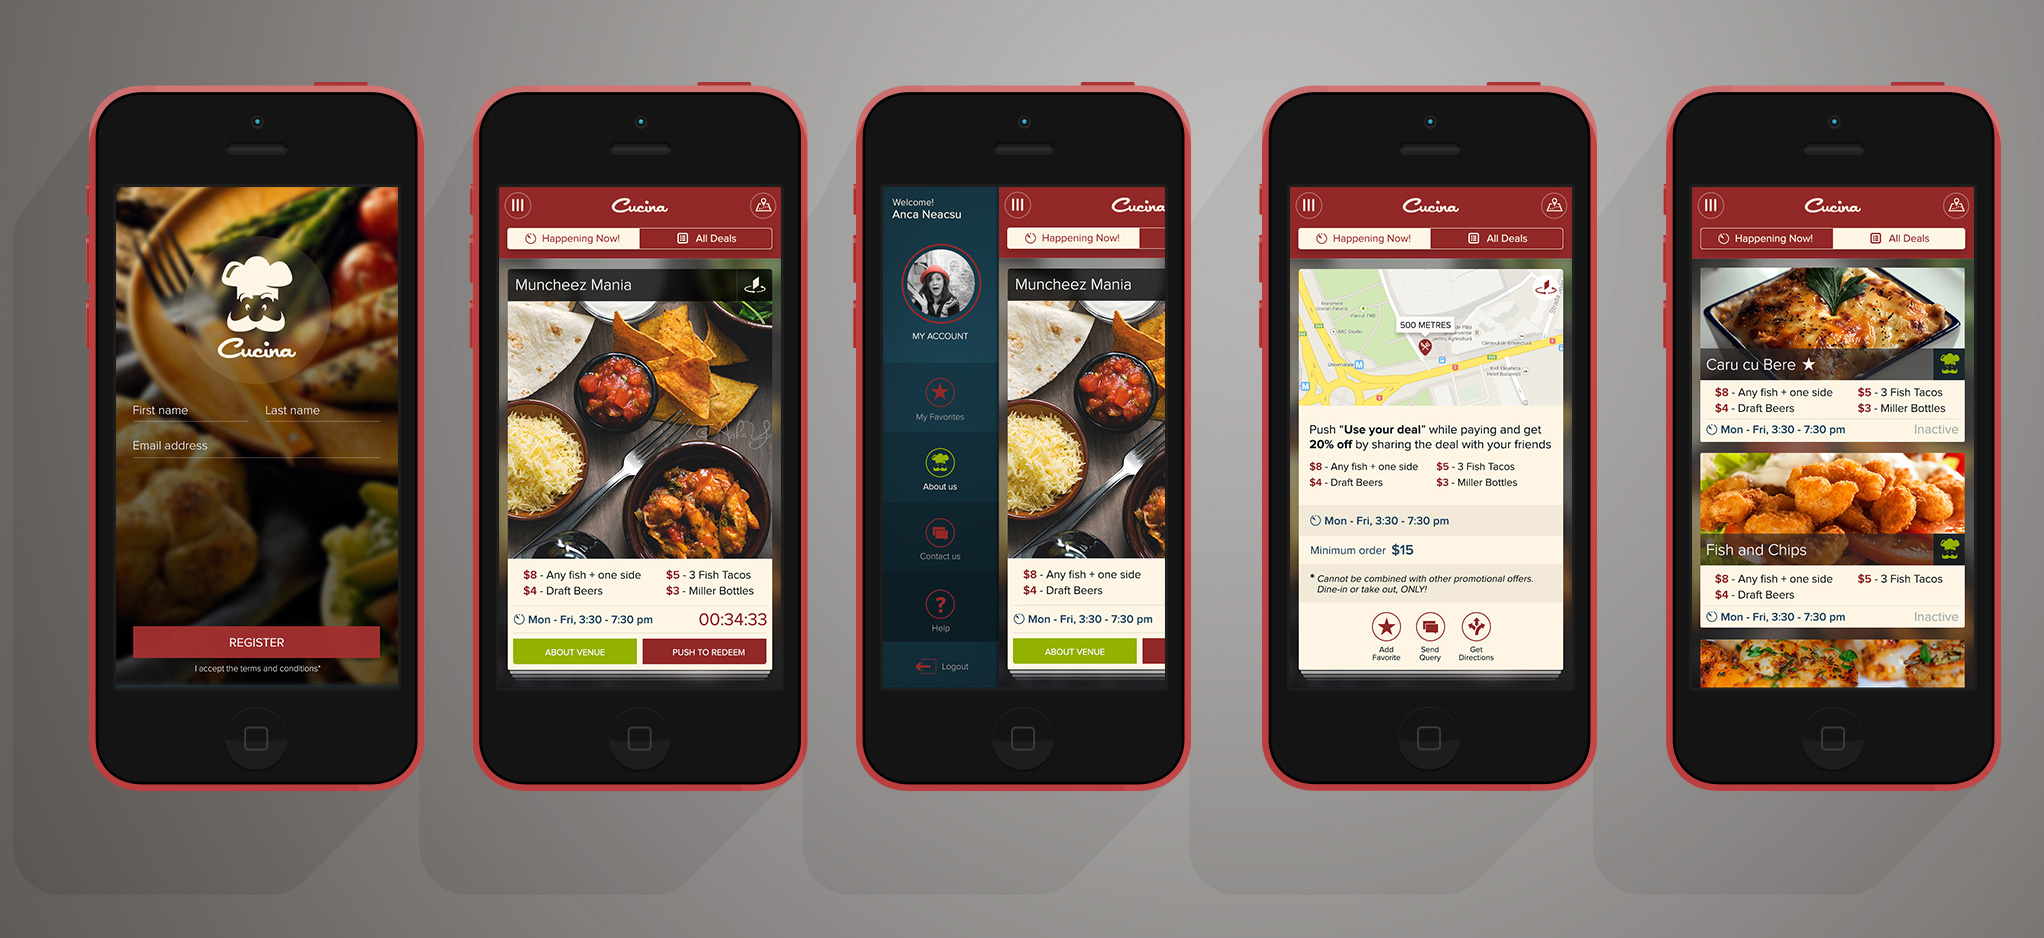 Cucina
First name
Last name
Email address
REGISTER
I accept the terms and conditions*
Cucina
Happening Now!
All Deals
Muncheez Mania
$8 - Any fish + one side
$5 - 3 Fish Tacos
$4 - Draft Beers
$3 - Miller Bottles
Mon - Fri, 3:30 - 7:30 pm
00:34:33
ABOUT VENUE
PUSH TO REDEEM
Welcome!
Anca Neacsu
MY ACCOUNT
My Favorites
About us
Contact us
Help
Logout
Cucina
Happening Now!
Muncheez Mania
$8 - Any fish + one side
$4 - Draft Beers
Mon - Fri, 3:30 - 7:30 pm
ABOUT VENUE
Cucina
Happening Now!
All Deals
Parcul TNB
ABC Studio
500 METRES
pentru Agricultură
Căminul de Arhitectura
Universitate
M
M
Push “Use your deal” while paying and get
20% off by sharing the deal with your friends
$8 - Any fish + one side
$5 - 3 Fish Tacos
$4 - Draft Beers
$3 - Miller Bottles
Mon - Fri, 3:30 - 7:30 pm
Minimum order $15
* Cannot be combined with other promotional offers.
Dine-in or take out, ONLY!
Add
Favorite
Send
Query
Get
Directions
Cucina
Happening Now!
All Deals
Caru cu Bere
$8 - Any fish + one side
$5 - 3 Fish Tacos
$4 - Draft Beers
$3 - Miller Bottles
Mon - Fri, 3:30 - 7:30 pm
Inactive
Fish and Chips
$8 - Any fish + one side
$5 - 3 Fish Tacos
$4 - Draft Beers
Mon - Fri, 3:30 - 7:30 pm
Inactive